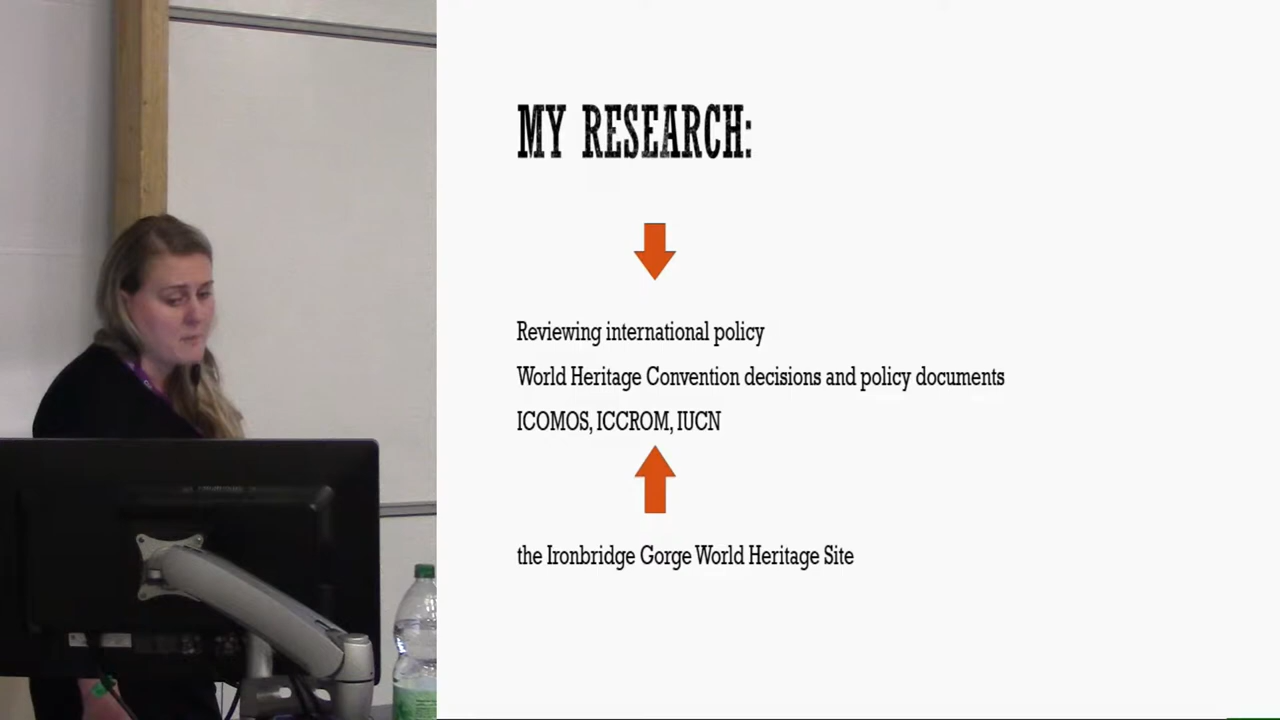 MY RESEARCH:
Reviewing international policy
World Heritage Convention decisions and policy documents
ICOMOS, ICCROM, IUCN
the Ironbridge Gorge World Heritage Site